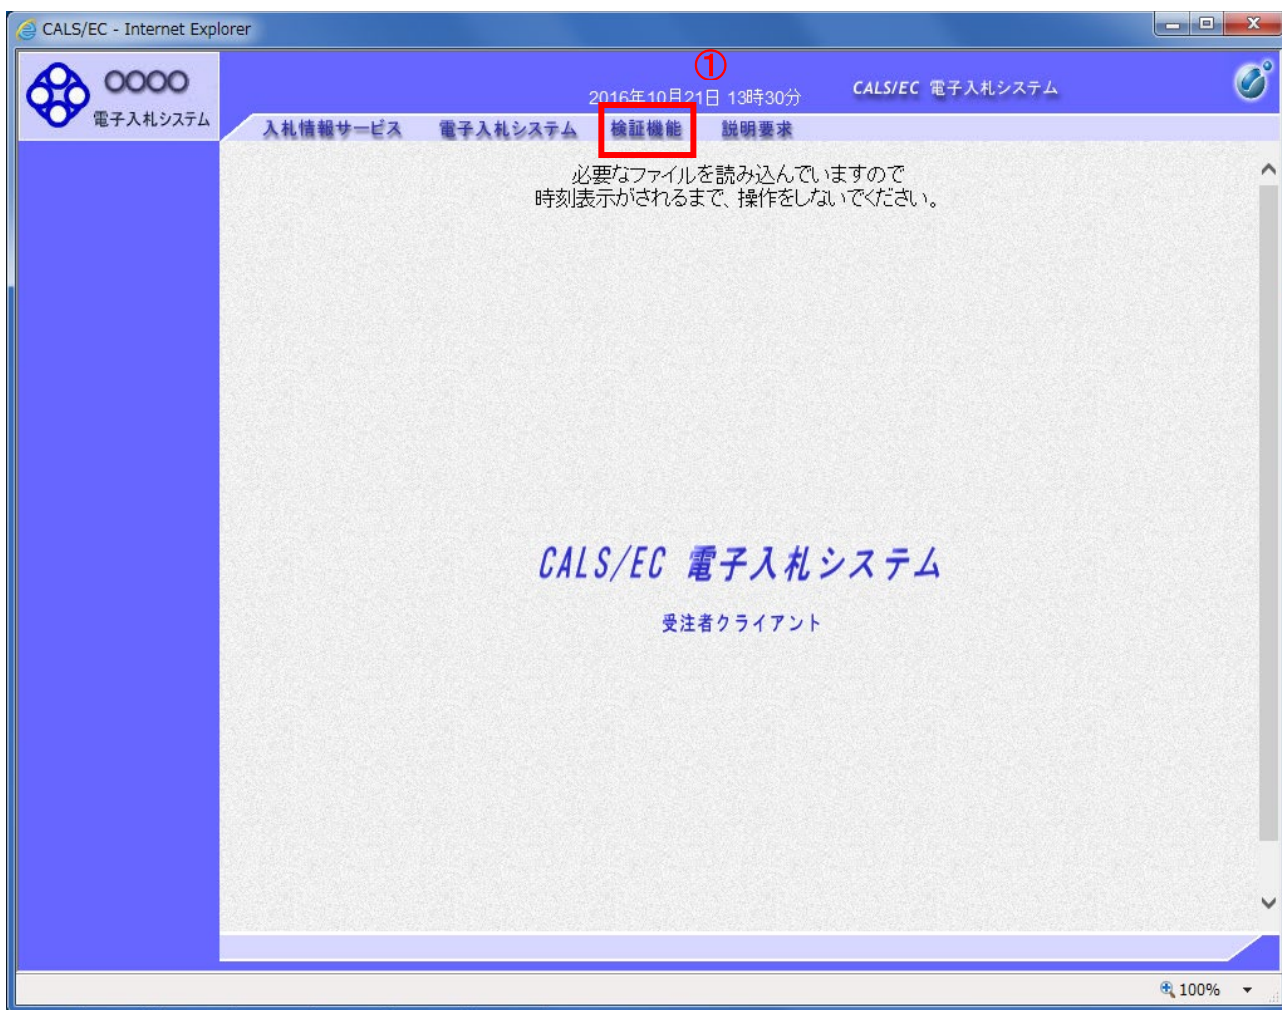 CALS/EC - Internet Explorer
○○○○
電子入札システム
①
2016年10月21日 13時30分
CALS/EC 電子入札システム
入札情報サービス 電子入札システム 検証機能 説明要求
必要なファイルを読み込んでいますので
時刻表示がされるまで、操作をしないでください。
CALS/EC 電子入札システム
受注者クライアント
100%